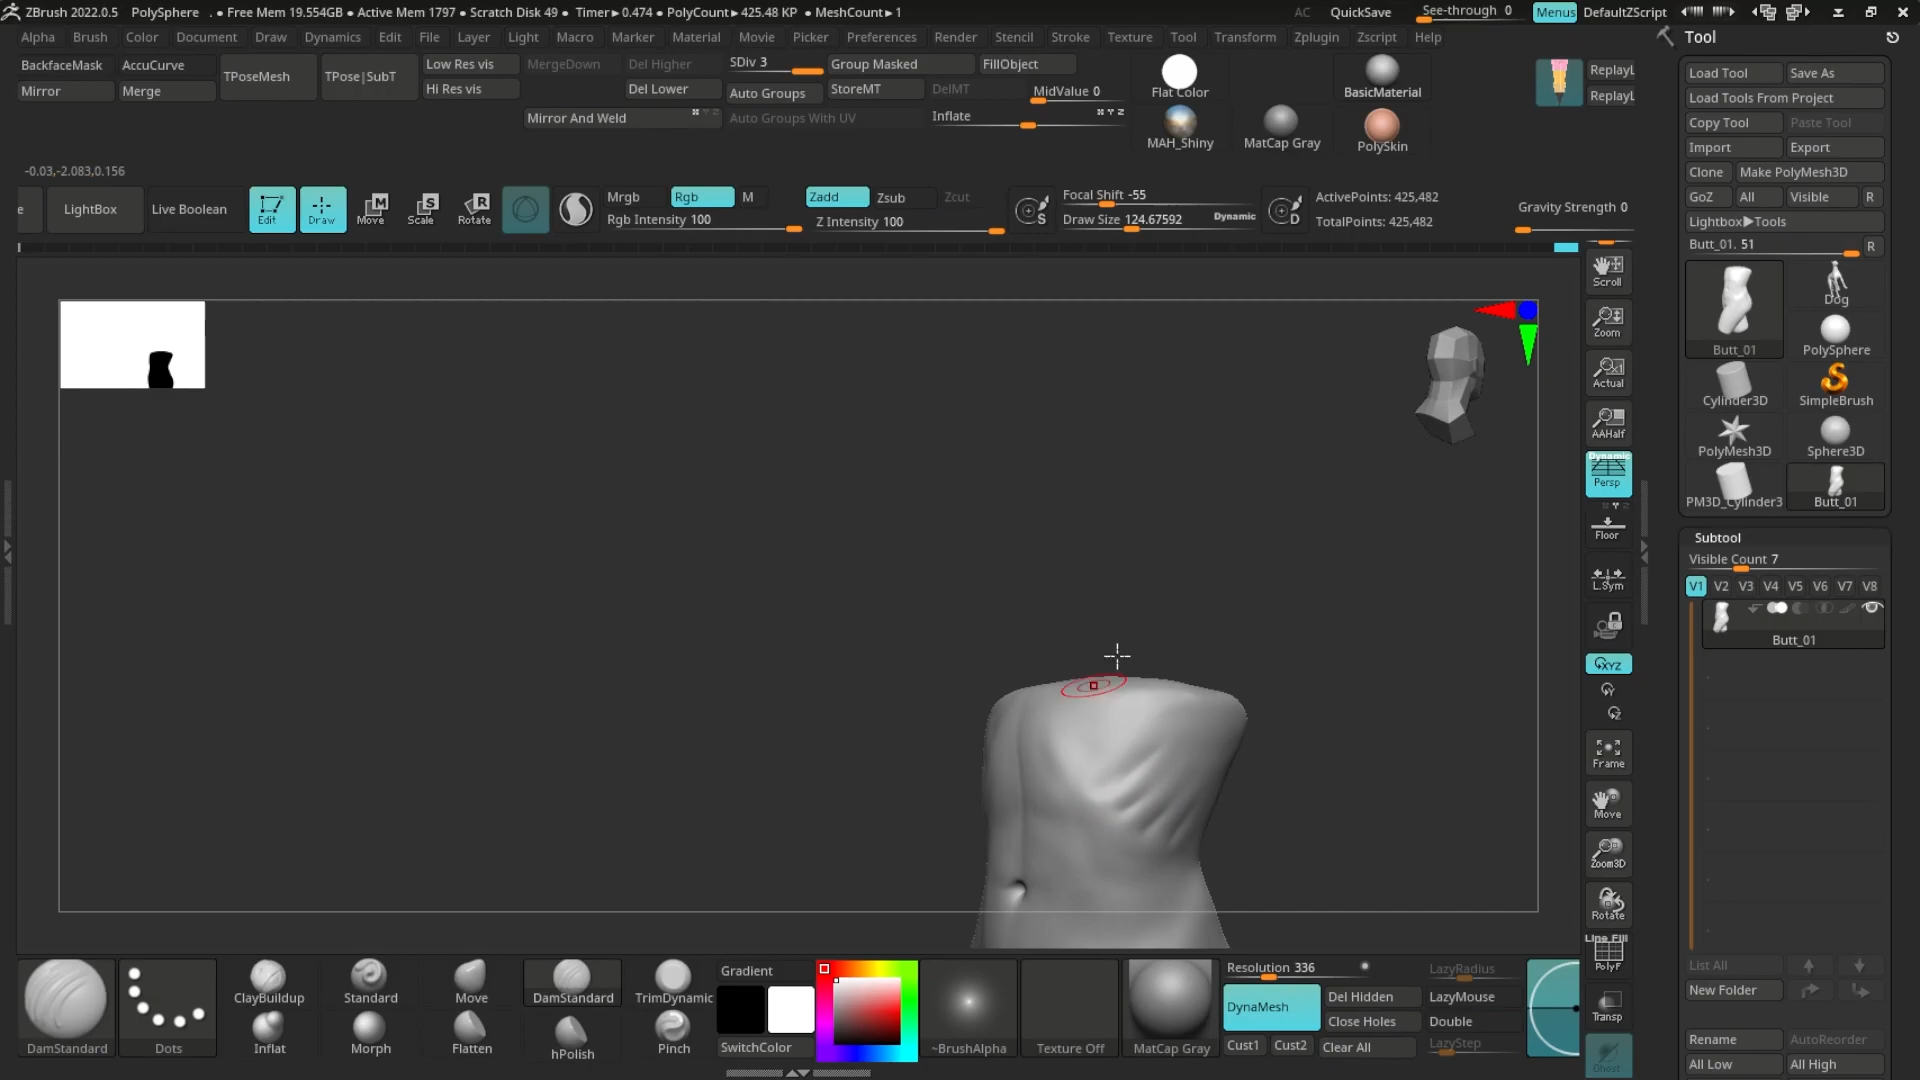 ZBrush 2022.0.5 PolySphere . • Free Mem 19.554GB • Active Mem 1797 • Scratch Disk 49 • Timer▶0.474 • PolyCount▶425.48 KP • MeshCount▶1 AC QuickSave See-through 0 Menus DefaultZScript
Alpha Brush Color Document Draw Dynamics Edit File Layer Light Macro Marker Material Movie Picker Preferences Render Stencil Stroke Texture Tool Transform Zplugin Zscript Help Tool
BackfaceMask AccuCurve TPoseMesh TPose|SubT Low Res vis MergeDown Del Higher SDiv 3 Group Masked FillObject
Mirror Merge Hi Res vis Del Lower Auto Groups StoreMT DelMT MidValue 0
Flat Color BasicMaterial ReplayL
ReplayL
Mirror And Weld Auto Groups With UV Inflate
MAH_Shiny MatCap Gray PolySkin
-0.03,-2.083,0.156
e LightBox Live Boolean Edit Draw Move Scale Rotate
Mrgb Rgb M Zadd Zsub Zcut Focal Shift -55 ActivePoints: 425,482
Rgb Intensity 100 Z Intensity 100 Draw Size 124.67592 Dynamic TotalPoints: 425,482
S D
Gravity Strength 0
Load Tool Save As
Load Tools From Project
Copy Tool Paste Tool
Import Export
Clone Make PolyMesh3D
GoZ All Visible R
Lightbox▶Tools
Butt_01. 51 R
Dog
Butt_01 PolySphere
Cylinder3D SimpleBrush
PolyMesh3D Sphere3D
PM3D_Cylinder3 Butt_01
Subtool
Visible Count 7
V1 V2 V3 V4 V5 V6 V7 V8
Butt_01
List All
New Folder
Rename AutoReorder
All Low All High
Scroll
Zoom
Actual
AAHalf
Dynamic
Persp
Floor
L.Sym
XYZ
Frame
Move
Zoom3D
Rotate
Line Fill
PolyF
Transp
Ghost
DamStandard Dots
ClayBuildup Standard Move DamStandard TrimDynamic
Inflat Morph Flatten hPolish Pinch
Gradient
SwitchColor
~BrushAlpha Texture Off MatCap Gray
Resolution 336 LazyRadius
DynaMesh Del Hidden LazyMouse
Close Holes Double
Cust1 Cust2 Clear All LazyStep